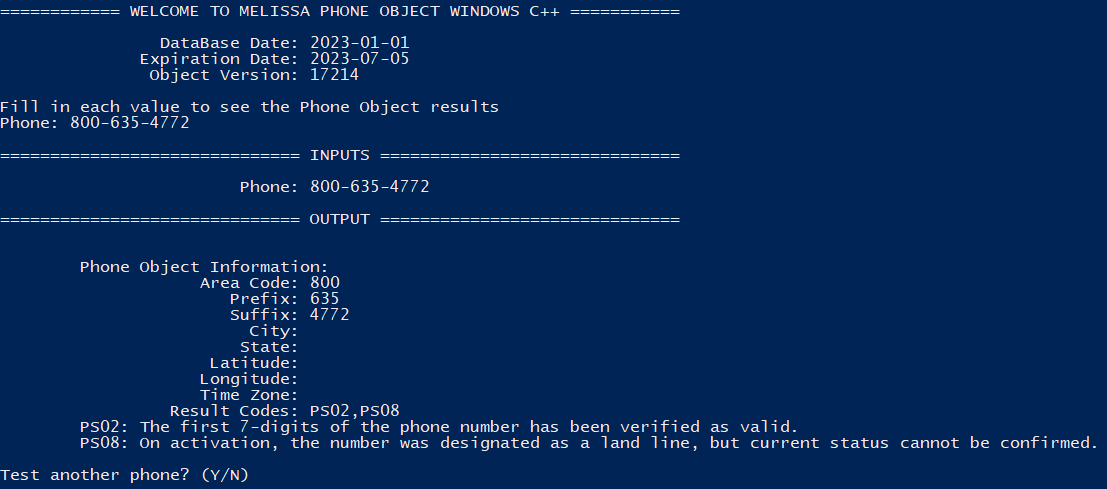 ============ WELCOME TO MELISSA PHONE OBJECT WINDOWS C++ ===========
DataBase Date: 2023-01-01
Expiration Date: 2023-07-05
Object Version: 17214
Fill in each value to see the Phone Object results
Phone: 800-635-4772
============================== INPUTS ==============================
Phone: 800-635-4772
============================== OUTPUT ==============================
Phone Object Information:
Area Code: 800
Prefix: 635
Suffix: 4772
City:
State:
Latitude:
Longitude:
Time Zone:
Result Codes: PS02,PS08
PS02: The first 7-digits of the phone number has been verified as valid.
PS08: On activation, the number was designated as a land line, but current status cannot be confirmed.
Test another phone? (Y/N)